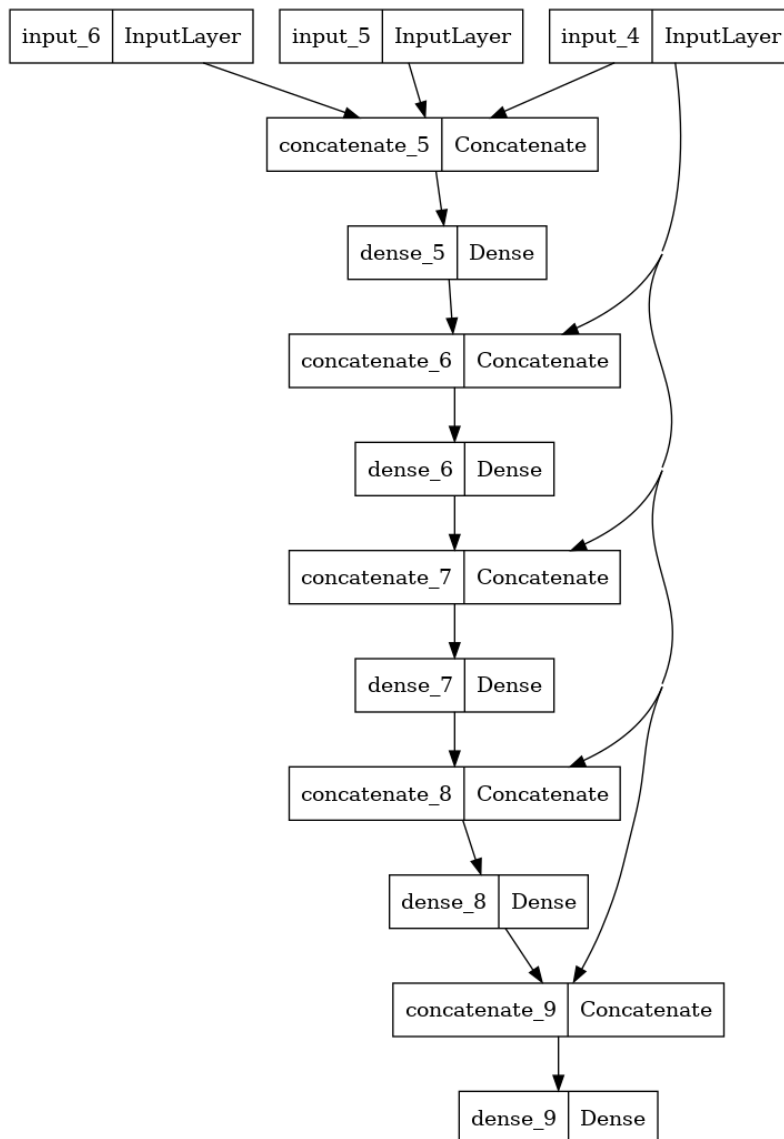 input_6 InputLayer input_5 InputLayer input_4 InputLayer
concatenate_5 Concatenate
dense_5 Dense
concatenate_6 Concatenate
dense_6 Dense
concatenate_7 Concatenate
dense_7 Dense
concatenate_8 Concatenate
dense_8 Dense
concatenate_9 Concatenate
dense_9 Dense